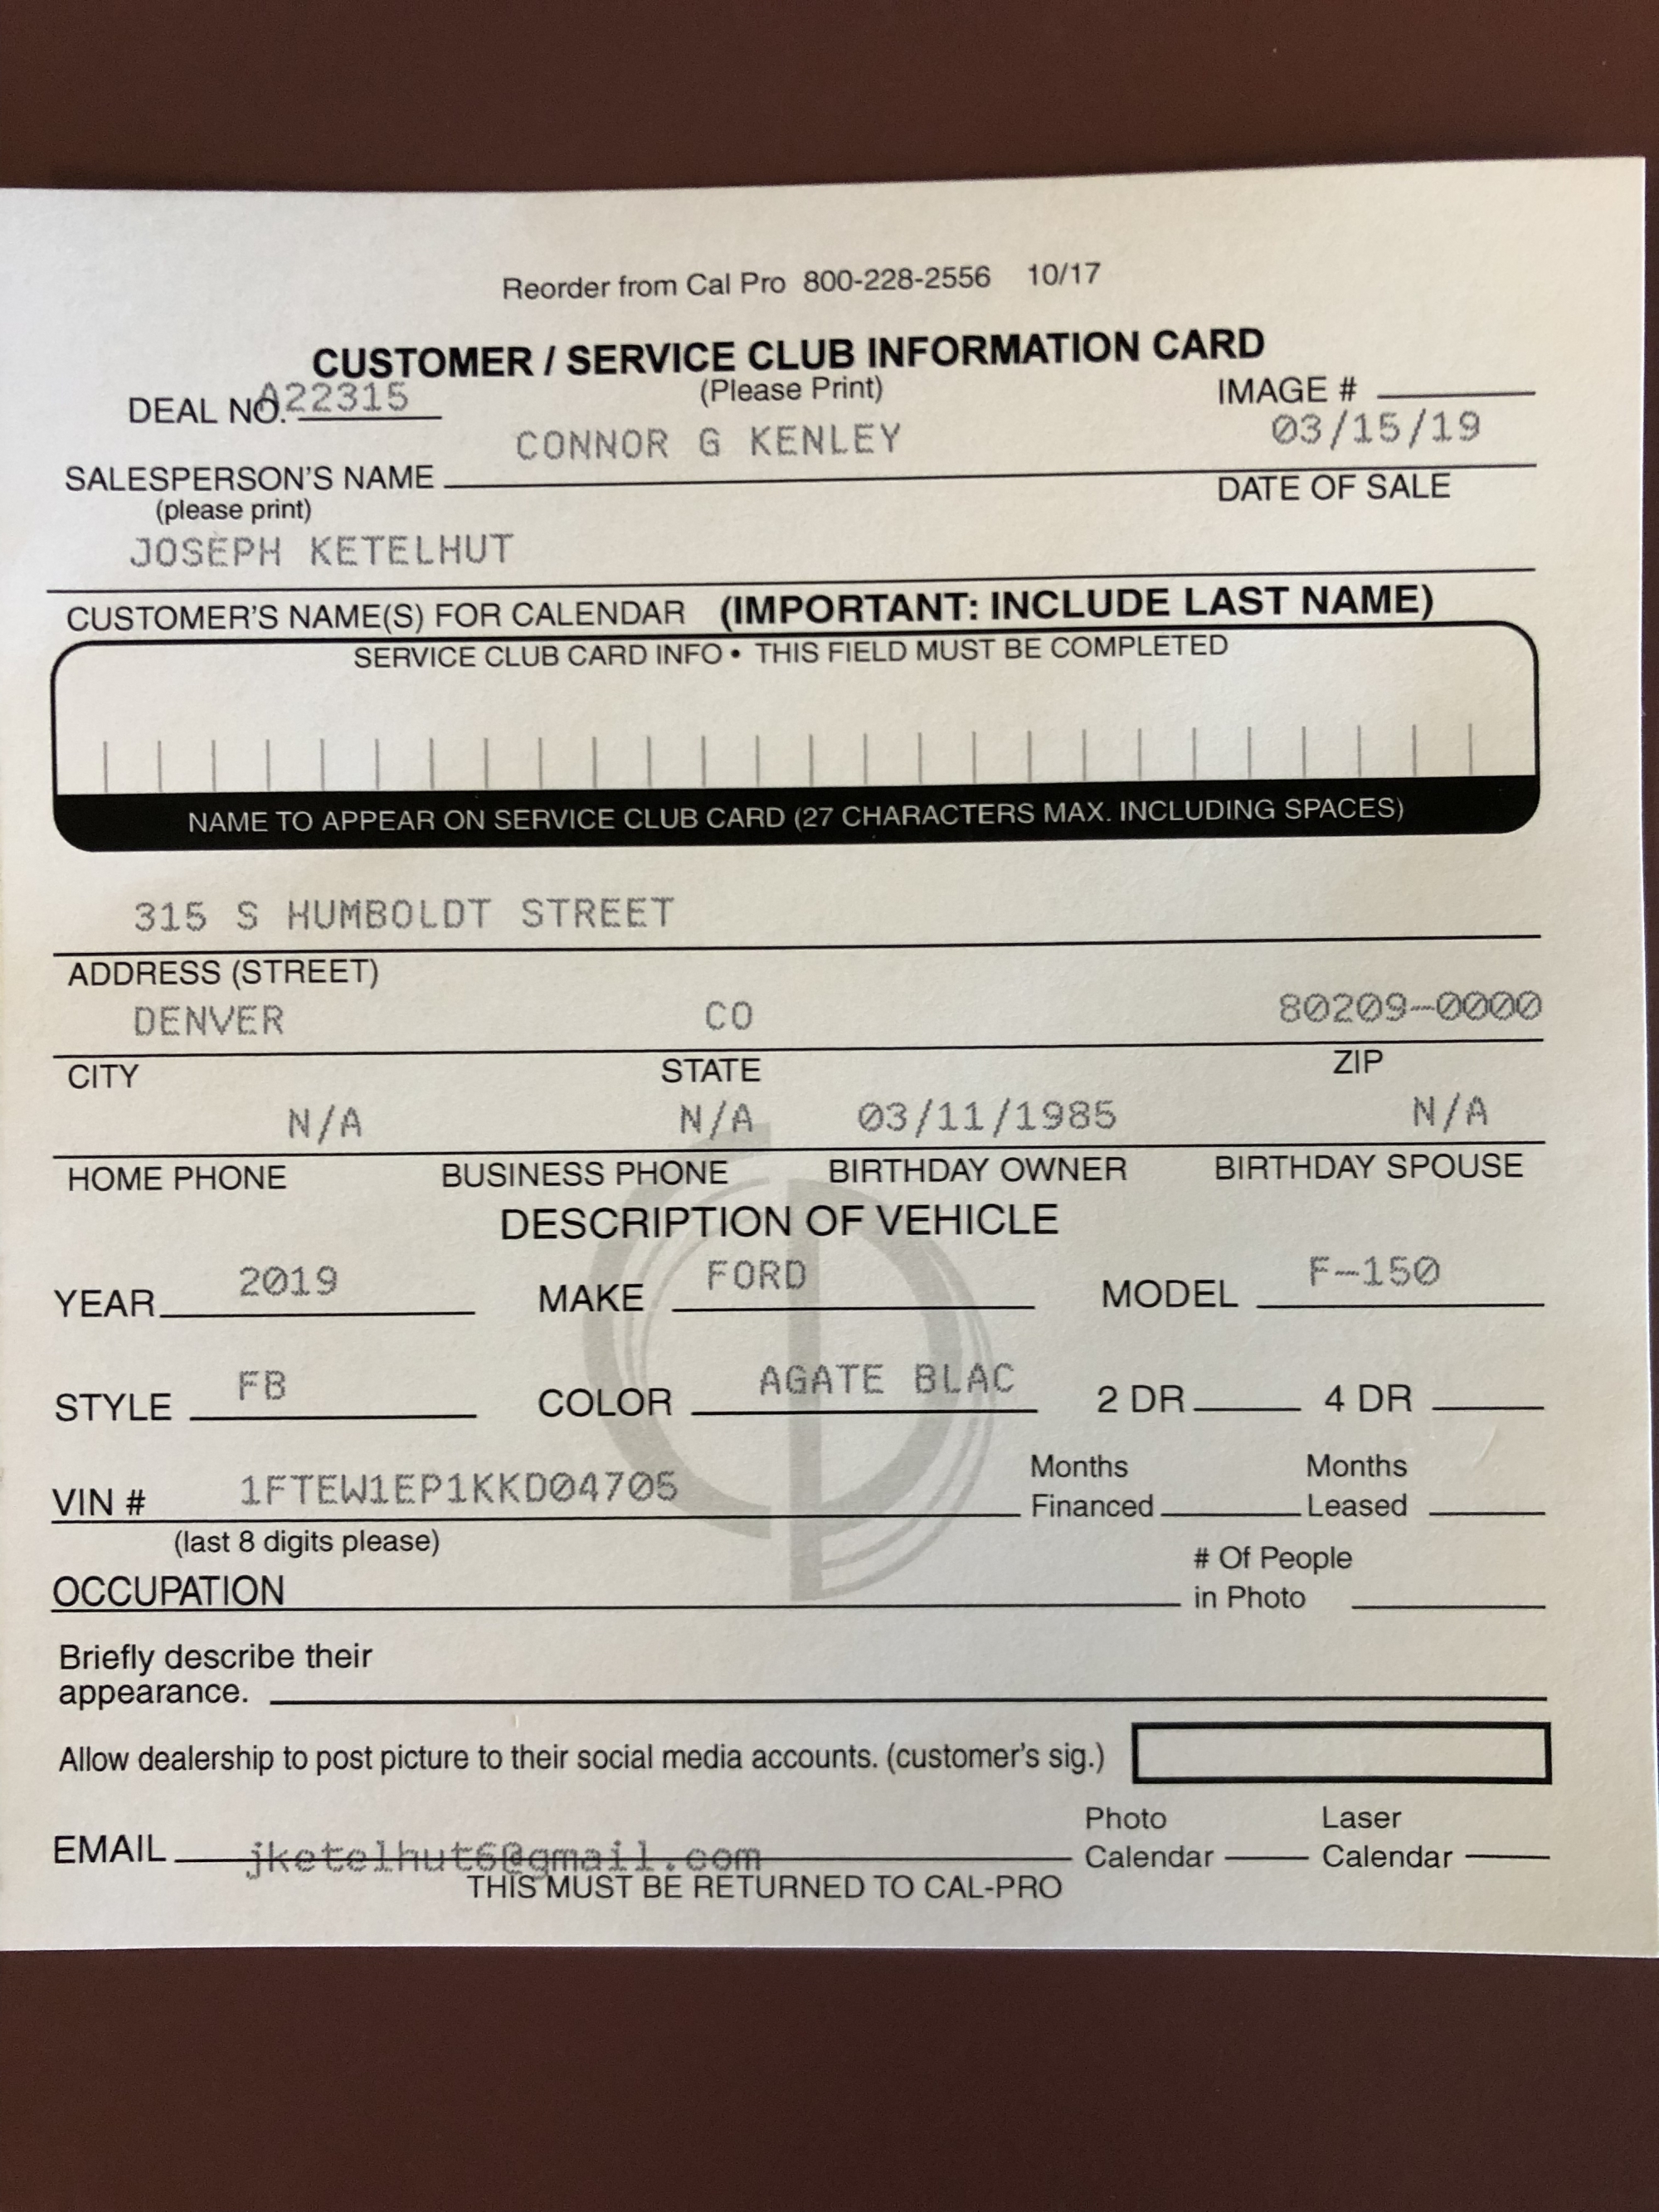 Reorder from Cal Pro 800-228-2556 10/17
CUSTOMER / SERVICE CLUB INFORMATION CARD
DEAL NO. A22315 (Please Print) IMAGE #
CONNOR G KENLEY 03/15/19
SALESPERSON'S NAME DATE OF SALE
(please print)
JOSEPH KETELHUT
CUSTOMER'S NAME(S) FOR CALENDAR (IMPORTANT: INCLUDE LAST NAME)
SERVICE CLUB CARD INFO • THIS FIELD MUST BE COMPLETED
NAME TO APPEAR ON SERVICE CLUB CARD (27 CHARACTERS MAX. INCLUDING SPACES)
315 S HUMBOLDT STREET
ADDRESS (STREET)
DENVER CO 80209-0000
CITY STATE ZIP
N/A N/A 03/11/1985 N/A
HOME PHONE BUSINESS PHONE BIRTHDAY OWNER BIRTHDAY SPOUSE
DESCRIPTION OF VEHICLE
YEAR 2019 MAKE FORD MODEL F-150
STYLE FB COLOR AGATE BLAC 2 DR 4 DR
VIN # 1FTEW1EP1KKD04705 Months Financed Months Leased
(last 8 digits please)
OCCUPATION # Of People in Photo
Briefly describe their
appearance.
Allow dealership to post picture to their social media accounts. (customer's sig.)
EMAIL jketelhut6@gmail.com Photo Calendar Laser Calendar
THIS MUST BE RETURNED TO CAL-PRO